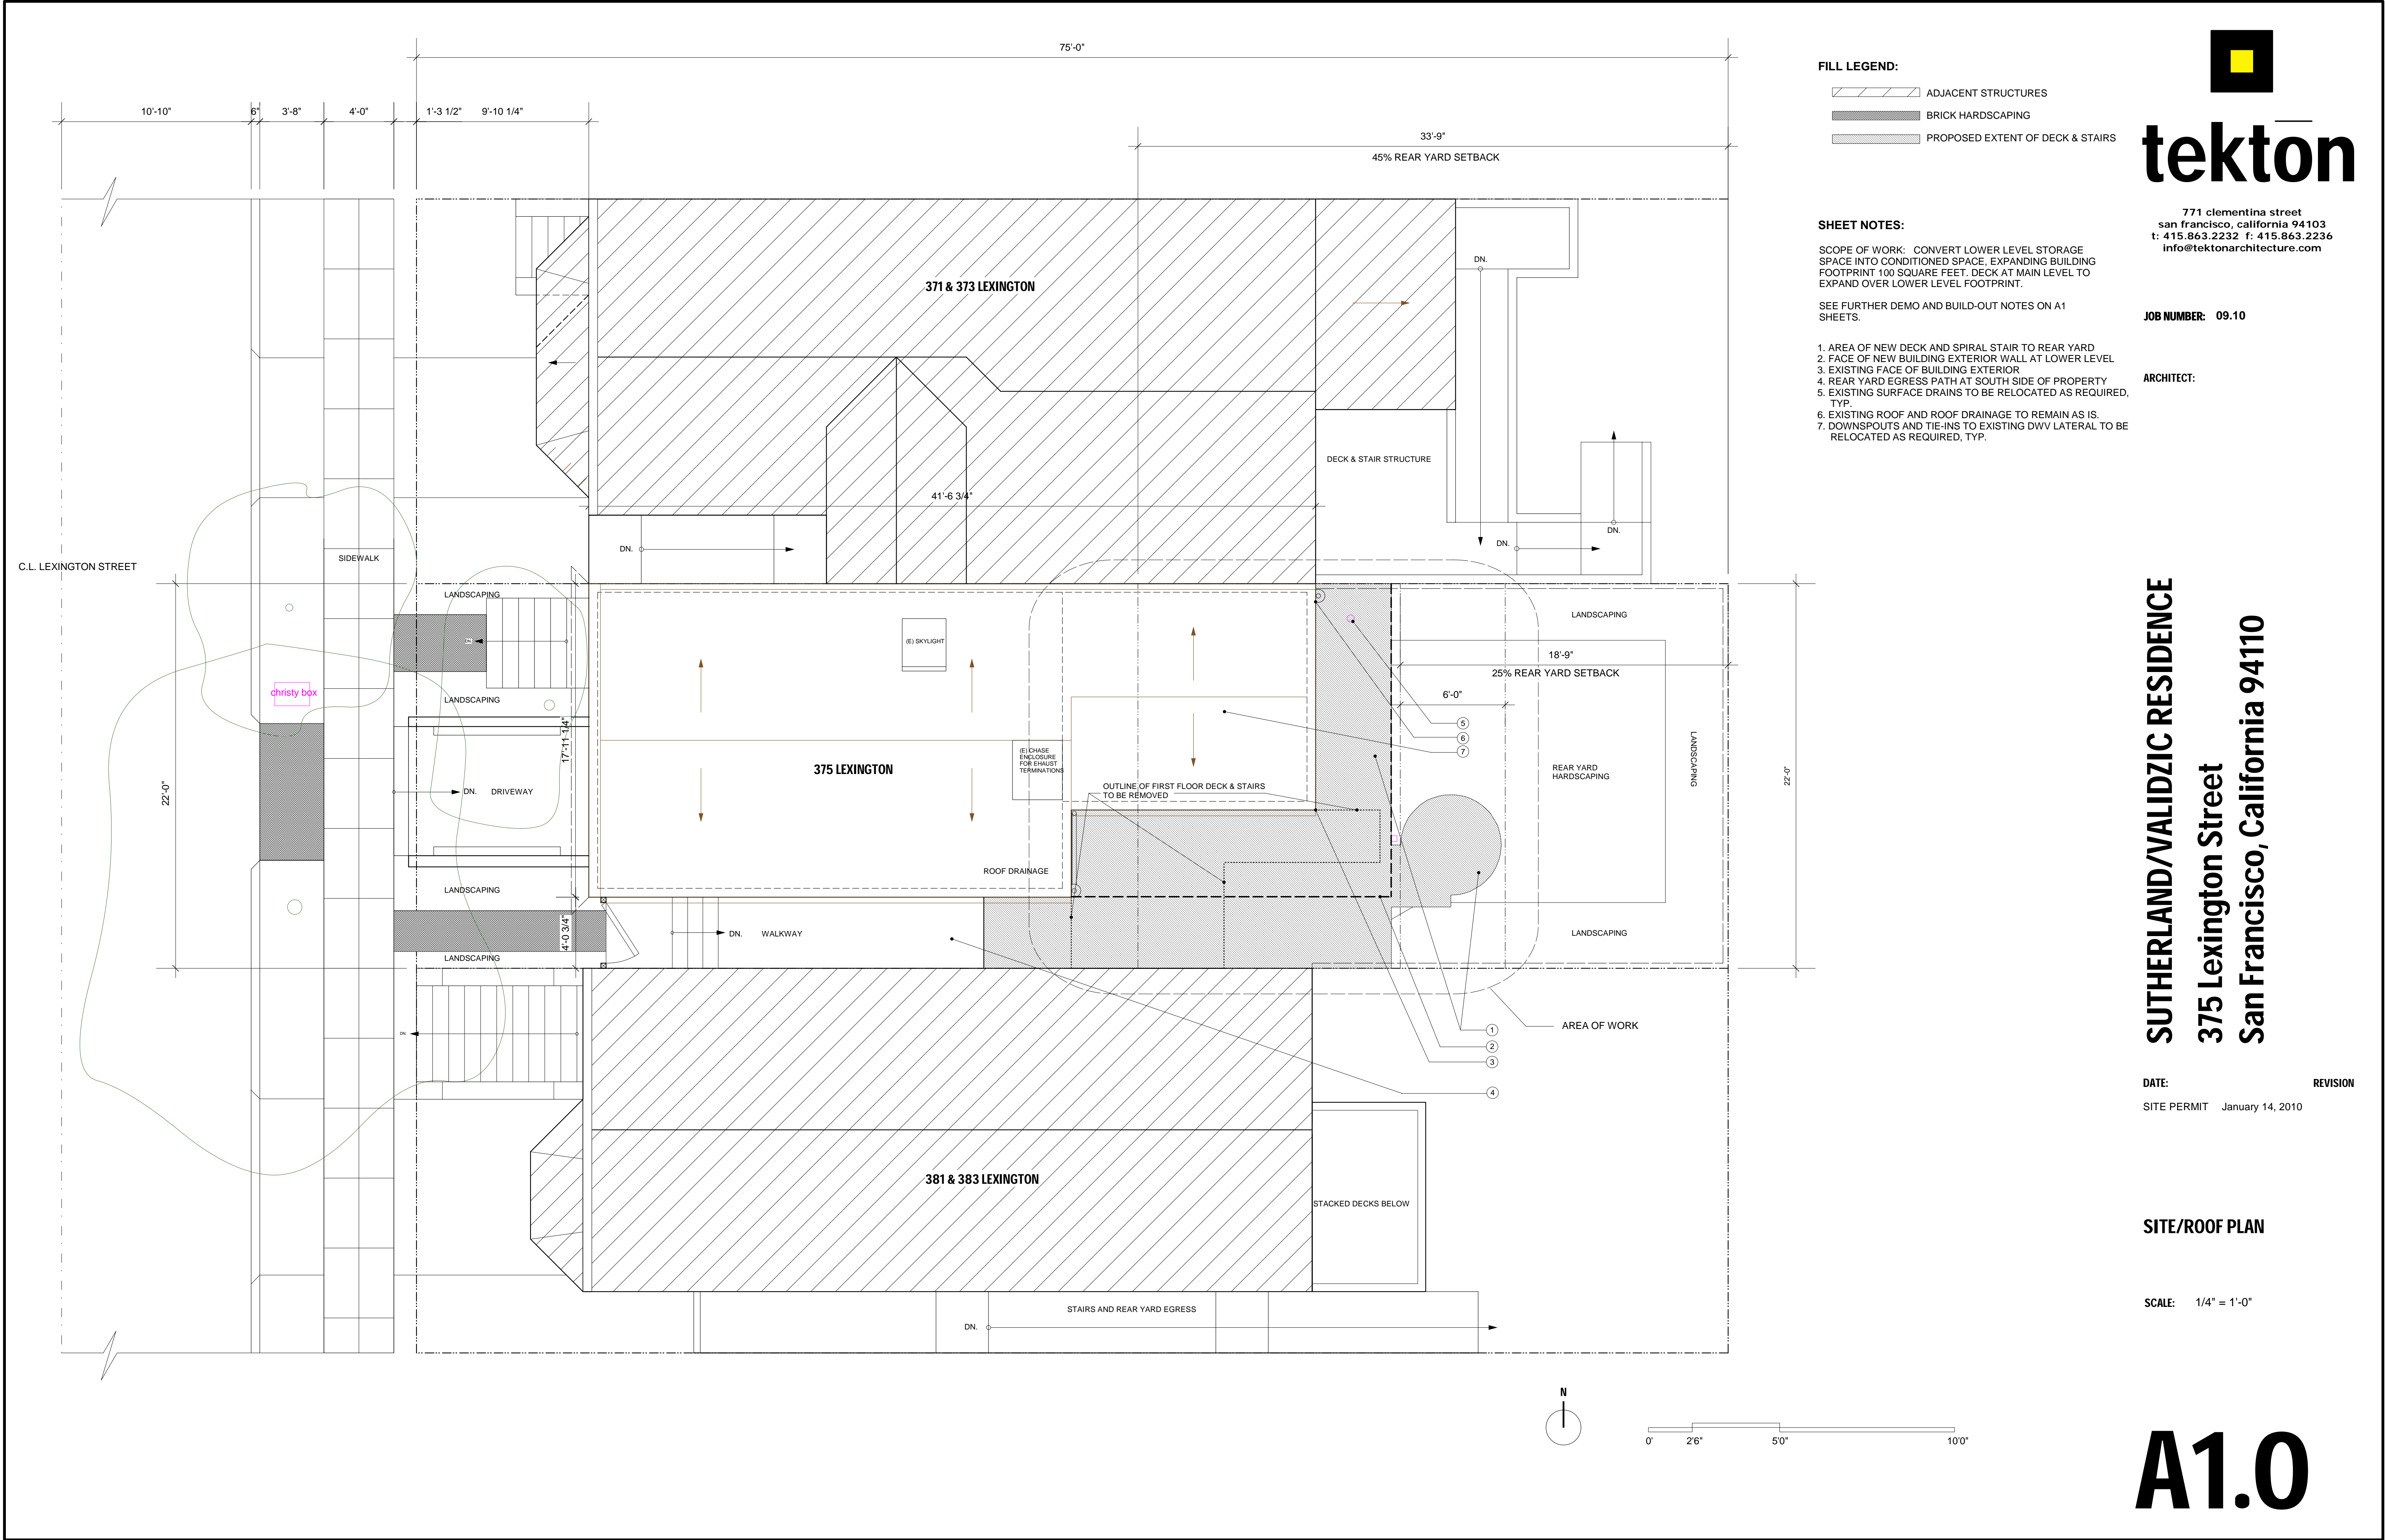 75'-0"
10'-10"
6"
3'-8"
4'-0"
1'-3 1/2"
9'-10 1/4"
33'-9"
45% REAR YARD SETBACK
DN.
371 & 373 LEXINGTON
DECK & STAIR STRUCTURE
41'-6 3/4"
DN.
DN.
DN.
C.L. LEXINGTON STREET
SIDEWALK
LANDSCAPING
DN.
(E) SKYLIGHT
LANDSCAPING
18'-9"
25% REAR YARD SETBACK
6'-0"
christy box
LANDSCAPING
17'-11 1/4"
5
6
7
(E) CHASE
ENCLOSURE
FOR EHAUST
TERMINATIONS
375 LEXINGTON
LANDSCAPING
REAR YARD
HARDSCAPING
22'-0"
22'-0"
DN.
DRIVEWAY
OUTLINE OF FIRST FLOOR DECK & STAIRS
TO BE REMOVED
ROOF DRAINAGE
LANDSCAPING
4'-0 3/4"
DN.
WALKWAY
LANDSCAPING
LANDSCAPING
DN.
1
2
3
4
AREA OF WORK
381 & 383 LEXINGTON
STACKED DECKS BELOW
STAIRS AND REAR YARD EGRESS
DN.
N
0'
2'6"
5'0"
10'0"
FILL LEGEND:
ADJACENT STRUCTURES
BRICK HARDSCAPING
PROPOSED EXTENT OF DECK & STAIRS
SHEET NOTES:
SCOPE OF WORK: CONVERT LOWER LEVEL STORAGE
SPACE INTO CONDITIONED SPACE, EXPANDING BUILDING
FOOTPRINT 100 SQUARE FEET. DECK AT MAIN LEVEL TO
EXPAND OVER LOWER LEVEL FOOTPRINT.
SEE FURTHER DEMO AND BUILD-OUT NOTES ON A1
SHEETS.
1. AREA OF NEW DECK AND SPIRAL STAIR TO REAR YARD
2. FACE OF NEW BUILDING EXTERIOR WALL AT LOWER LEVEL
3. EXISTING FACE OF BUILDING EXTERIOR
4. REAR YARD EGRESS PATH AT SOUTH SIDE OF PROPERTY
5. EXISTING SURFACE DRAINS TO BE RELOCATED AS REQUIRED,
TYP.
6. EXISTING ROOF AND ROOF DRAINAGE TO REMAIN AS IS.
7. DOWNSPOUTS AND TIE-INS TO EXISTING DWV LATERAL TO BE
RELOCATED AS REQUIRED, TYP.
tektōn
771 clementina street
san francisco, california 94103
t: 415.863.2232 f: 415.863.2236
info@tektonarchitecture.com
JOB NUMBER: 09.10
ARCHITECT:
SUTHERLAND/VALIDZIC RESIDENCE
375 Lexington Street
San Francisco, California 94110
DATE: REVISION
SITE PERMIT January 14, 2010
SITE/ROOF PLAN
SCALE: 1/4" = 1'-0"
A1.0